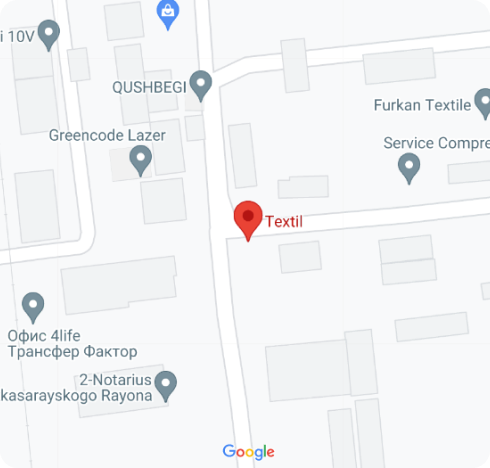 i 10V
QUSHBEGI
Furkan Textile
Greencode Lazer
Service Compre
Textil
Офис 4life
Трансфер Фактор
2-Notarius
kasarayskogo Rayona
Google